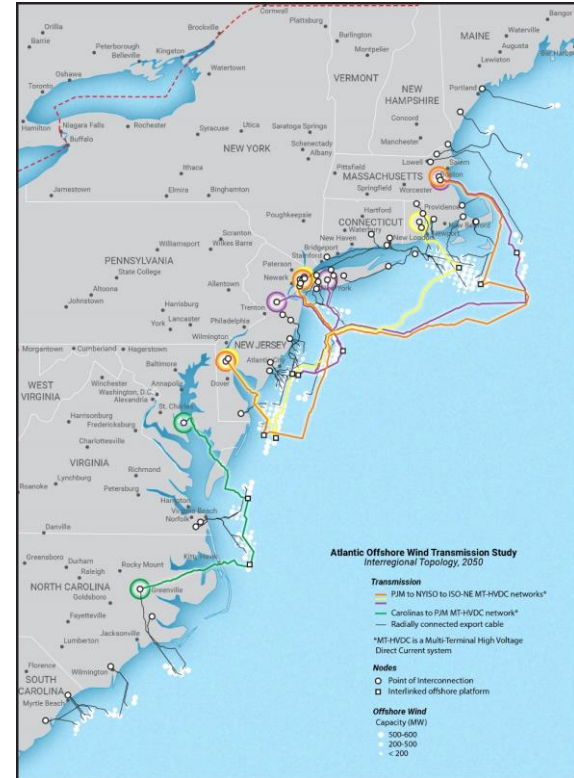 Cornwall
Bangor
Plattsburg
Orillia
Barrie
Brockville
MAINE
Waterville
Augusta
Peterborough
Kingston
Burlington
Belleville
Montpelier
Lewiston
Oshawa
Watertown
VERMONT
Toronto
Portland
NEW
HAMPSHIRE
Hamilton
Niagara Falls
Rochester
Syracuse
Utica
Saratoga Springs
Concord
Buffalo
Schenectady
Manchester
Albany
NEW YORK
Lowell
Salem
Ithaca
Pittsfield
MASSACHUSETTS
Boston
Jamestown
Elmira
Binghamton
Springfield
Worcester
Poughkeepsie
Hartford
Providence
CONNECTICUT
Waterbury
New Bedford
Newport
Scranton
New Haven
New London
Williamsport
Wilkes Barre
Bridgeport
Stamford
PENNSYLVANIA
Paterson
State College
Newark
New York
Altoona
Allentown
Johnstown
Harrisburg
Trenton
York
Lancaster
Philadelphia
Wilmington
NEW JERSEY
Morgantown
Cumberland
Hagerstown
Atlantic City
Baltimore
Dover
WEST
VIRGINIA
Winchester
Annapolis
Washington, D.C.
Alexandria
Harrisonburg
St. Charles
Fredericksburg
Charlottesville
VIRGINIA
Richmond
Lynchburg
Roanoke
Petersburg
Hampton
Virginia Beach
Norfolk
Danville
Kitty Hawk
Greensboro
Durham
Rocky Mount
Raleigh
NORTH CAROLINA
Greenville
Goldsboro
Fayetteville
Lumberton
Jacksonville
Florence
Wilmington
SOUTH
CAROLINA
Myrtle Beach
Atlantic Offshore Wind Transmission Study
Interregional Topology, 2050
Transmission
PJM to NYISO to ISO-NE MT-HVDC networks*
Carolinas to PJM MT-HVDC network*
Radially connected export cable
*MT-HVDC is a Multi-Terminal High Voltage
Direct Current system
Nodes
Point of Interconnection
Interlinked offshore platform
Offshore Wind
Capacity (MW)
500-600
200-500
< 200